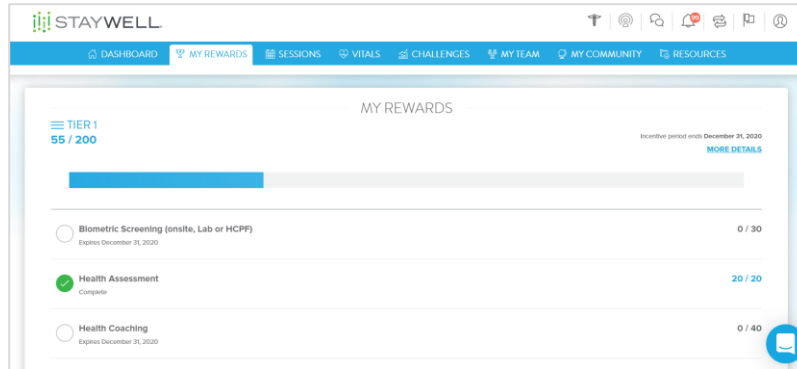 STAYWELL.
DASHBOARD MY REWARDS SESSIONS VITALS CHALLENGES MY TEAM MY COMMUNITY RESOURCES
MY REWARDS
TIER 1
55 / 200
Incentive period ends December 31, 2020
MORE DETAILS
Biometric Screening (onsite, Lab or HCPF)
0 / 30
Expires December 31, 2020
Health Assessment
20 / 20
Complete
Health Coaching
0 / 40
Expires December 31, 2020